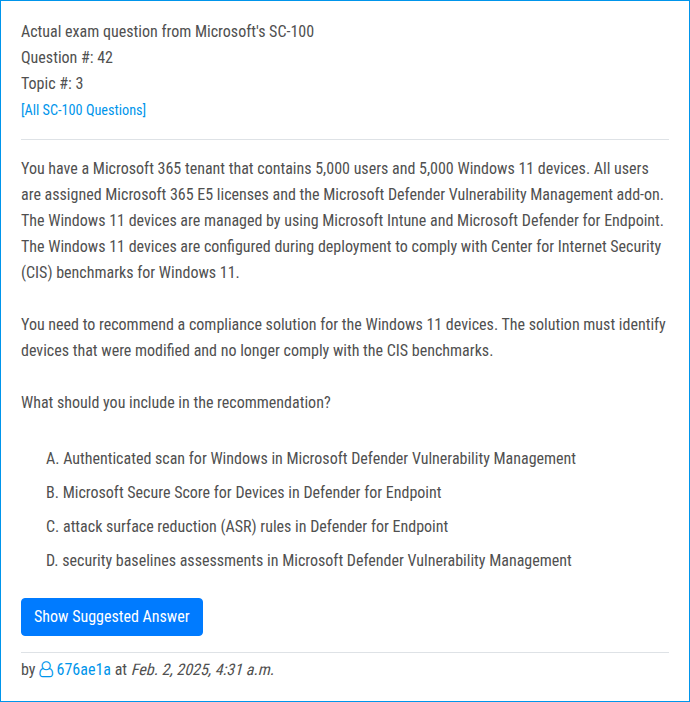 Actual exam question from Microsoft's SC-100
Question #: 42
Topic #: 3
[All SC-100 Questions]
You have a Microsoft 365 tenant that contains 5,000 users and 5,000 Windows 11 devices. All users
are assigned Microsoft 365 E5 licenses and the Microsoft Defender Vulnerability Management add-on.
The Windows 11 devices are managed by using Microsoft Intune and Microsoft Defender for Endpoint.
The Windows 11 devices are configured during deployment to comply with Center for Internet Security
(CIS) benchmarks for Windows 11.
You need to recommend a compliance solution for the Windows 11 devices. The solution must identify
devices that were modified and no longer comply with the CIS benchmarks.
What should you include in the recommendation?
A. Authenticated scan for Windows in Microsoft Defender Vulnerability Management
B. Microsoft Secure Score for Devices in Defender for Endpoint
C. attack surface reduction (ASR) rules in Defender for Endpoint
D. security baselines assessments in Microsoft Defender Vulnerability Management
Show Suggested Answer
by 676ae1a at Feb. 2, 2025, 4:31 a.m.